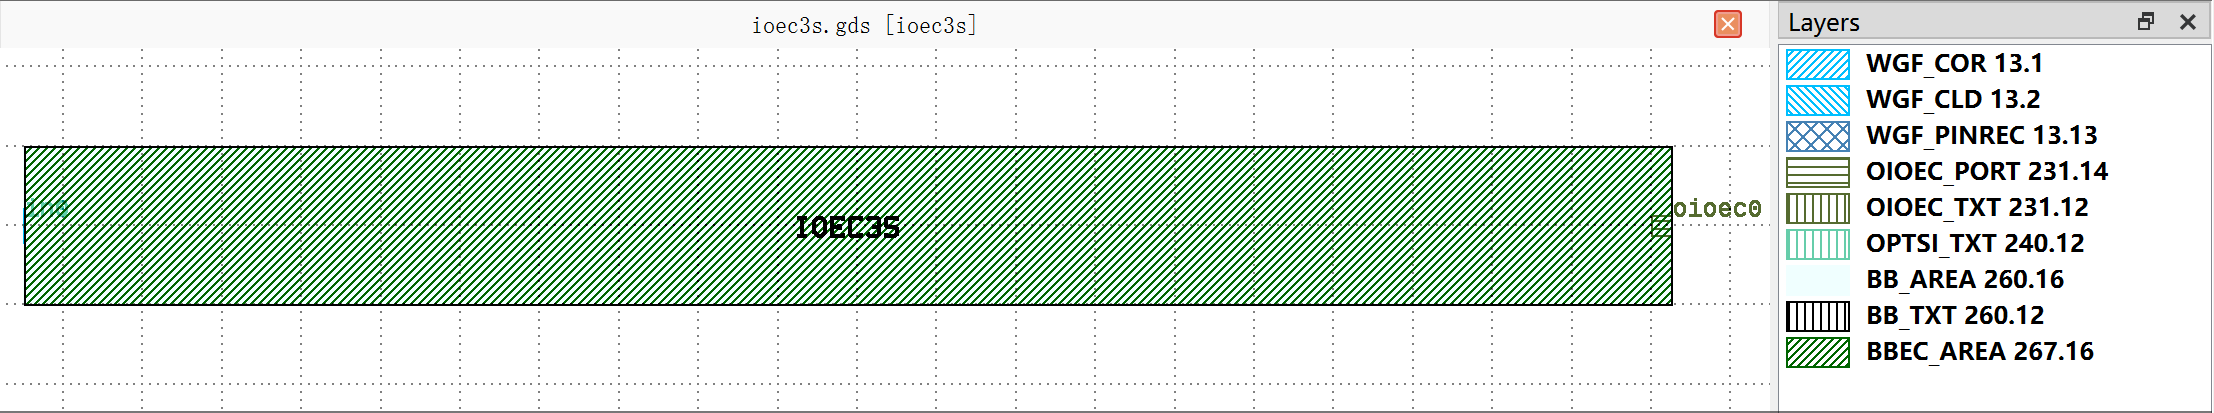 ioec3s.gds [ioec3s]
Layers
WGF_COR 13.1
WGF_CLD 13.2
WGF_PINREC 13.13
OIOEC_PORT 231.14
OIOEC_TXT 231.12
OPTSI_TXT 240.12
BB_AREA 260.16
BB_TXT 260.12
BBEC_AREA 267.16
in0
IOEC3S
oioec0